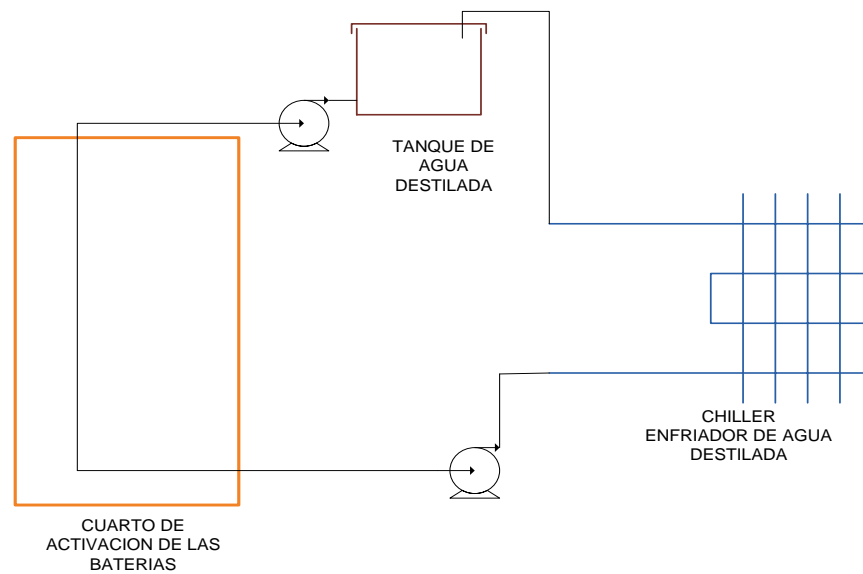 TANQUE DE
AGUA
DESTILADA
CHILLER
ENFRIADOR DE AGUA
DESTILADA
CUARTO DE
ACTIVACION DE LAS
BATERIAS